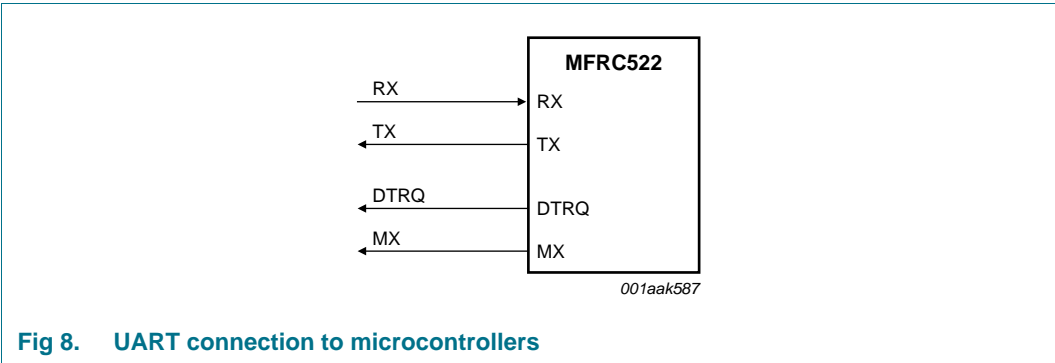 MFRC522
RX RX
TX TX
DTRQ DTRQ
MX MX
001aak587
Fig 8. UART connection to microcontrollers